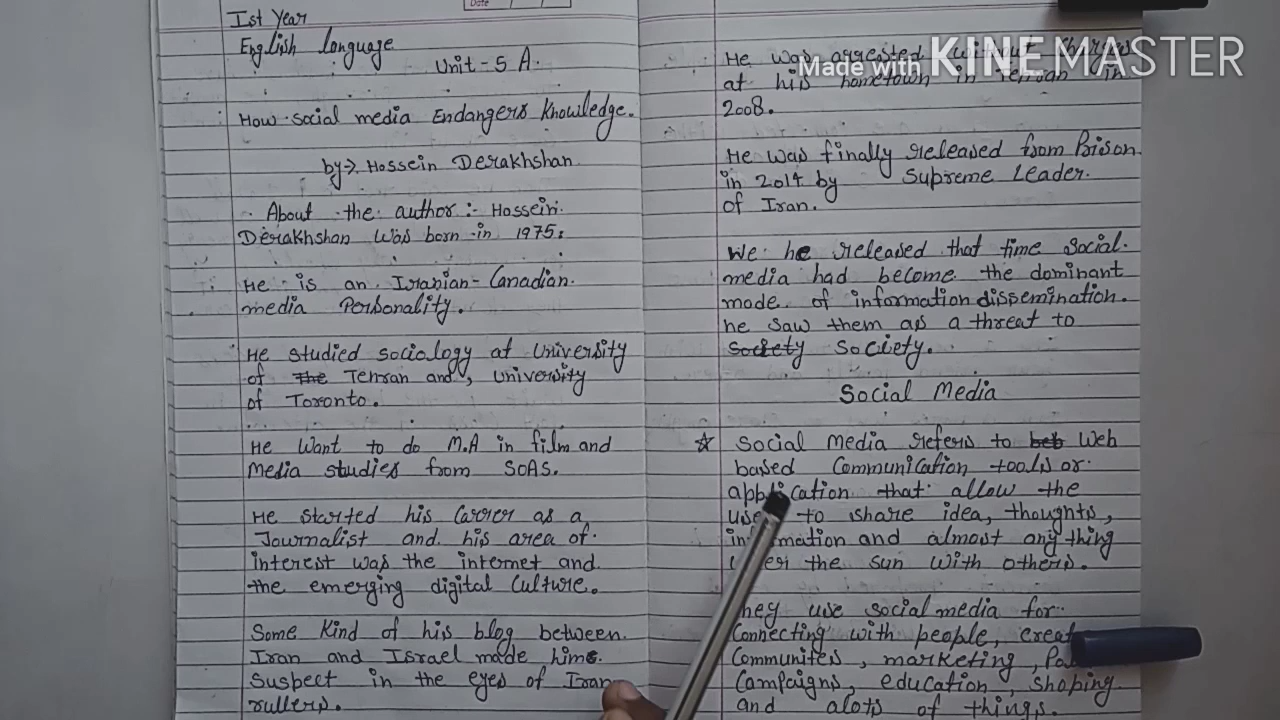 Date
Ist Year
English language
Unit - 5 A.
How social media Endangers Knowledge.
by→ Hossein Derakhshan
About the author :- Hossein
Derakhshan was born in 1975.
He is an Iranian-Canadian
media Personality.
He studied sociology at University
of the Tehran and, University
of Toronto.
He Want to do M.A in film and
Media studies from SOAS.
He started his Carrer as a
Journalist and his area of
interest was the internet and
the emerging digital Culture.
Some Kind of his blog between
Iran and Israel made him
Suspect in the eyes of Iran
rullers.
He was arrested without charges
at his hometown in Tehran in
2008.
He was finally released from Prison
in 2014 by Supreme Leader
of Iran.
We he released that time social
media had become the dominant
mode of information dissemination.
he saw them as a threat to
society society.
Social Media
☆ Social Media refers to web
based Communication tools or
application that allow the
to share idea, thoughts,
and almost any thing
the sun with others.
they use social media for
Connecting with people,
Communites, marketing,
Campaigns, education, shoping
and alots of things.
Made with KINEMASTER